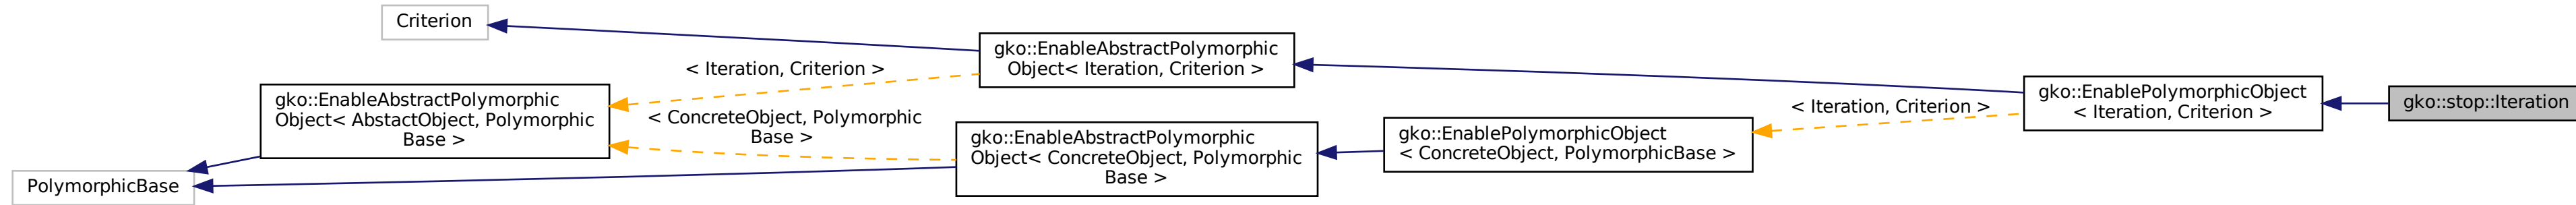 Criterion
gko::EnableAbstractPolymorphic
Object< Iteration, Criterion >
< Iteration, Criterion >
gko::EnableAbstractPolymorphic
Object< AbstactObject, Polymorphic
Base >
< ConcreteObject, Polymorphic
Base >
gko::EnablePolymorphicObject
< Iteration, Criterion >
gko::stop::Iteration
< Iteration, Criterion >
gko::EnablePolymorphicObject
< ConcreteObject, PolymorphicBase >
gko::EnableAbstractPolymorphic
Object< ConcreteObject, Polymorphic
Base >
PolymorphicBase